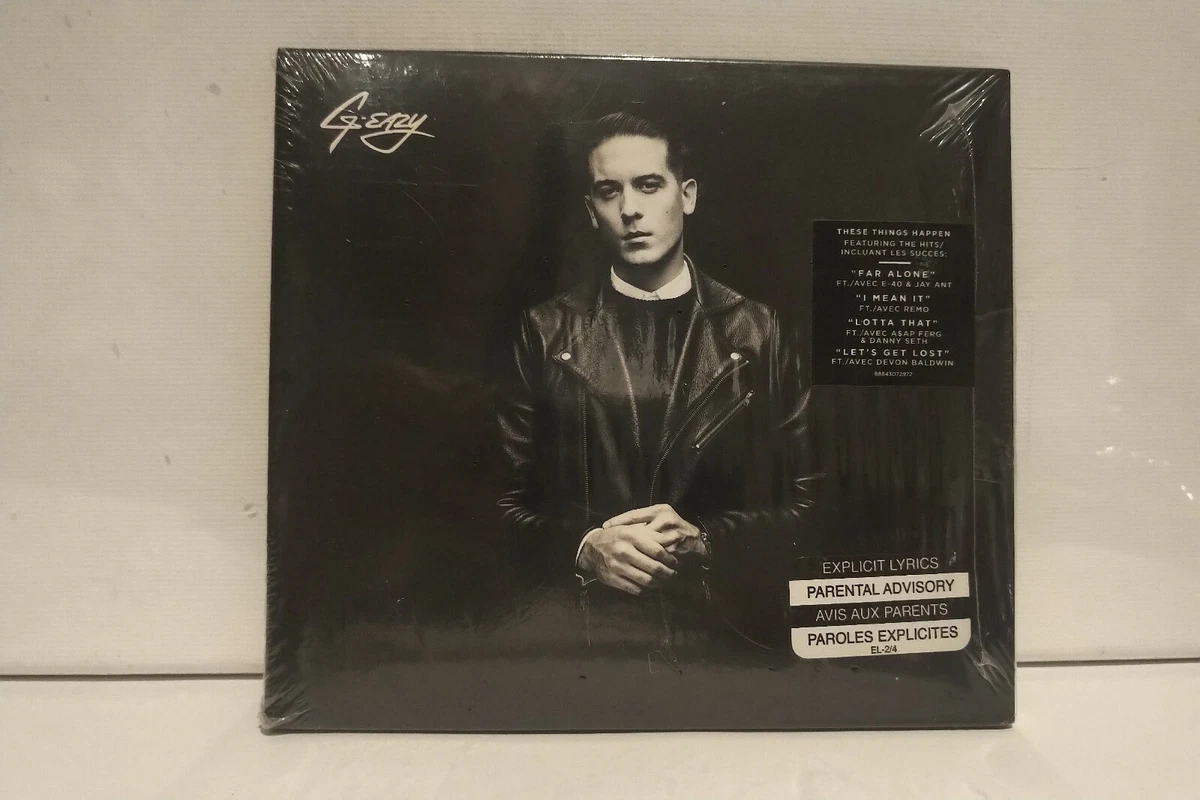 G-EAZY
THESE THINGS HAPPEN
FEATURING THE HITS/
INCLUANT LES SUCCES:
"FAR ALONE"
FT./AVEC E-40 & JAY ANT
"I MEAN IT"
FT./AVEC REMO
"LOTTA THAT"
FT./AVEC A$AP FERG
& DANNY SETH
"LET'S GET LOST"
FT./AVEC DEVON BALDWIN
88843072977
EXPLICIT LYRICS
PARENTAL ADVISORY
AVIS AUX PARENTS
PAROLES EXPLICITES
EL-2/4